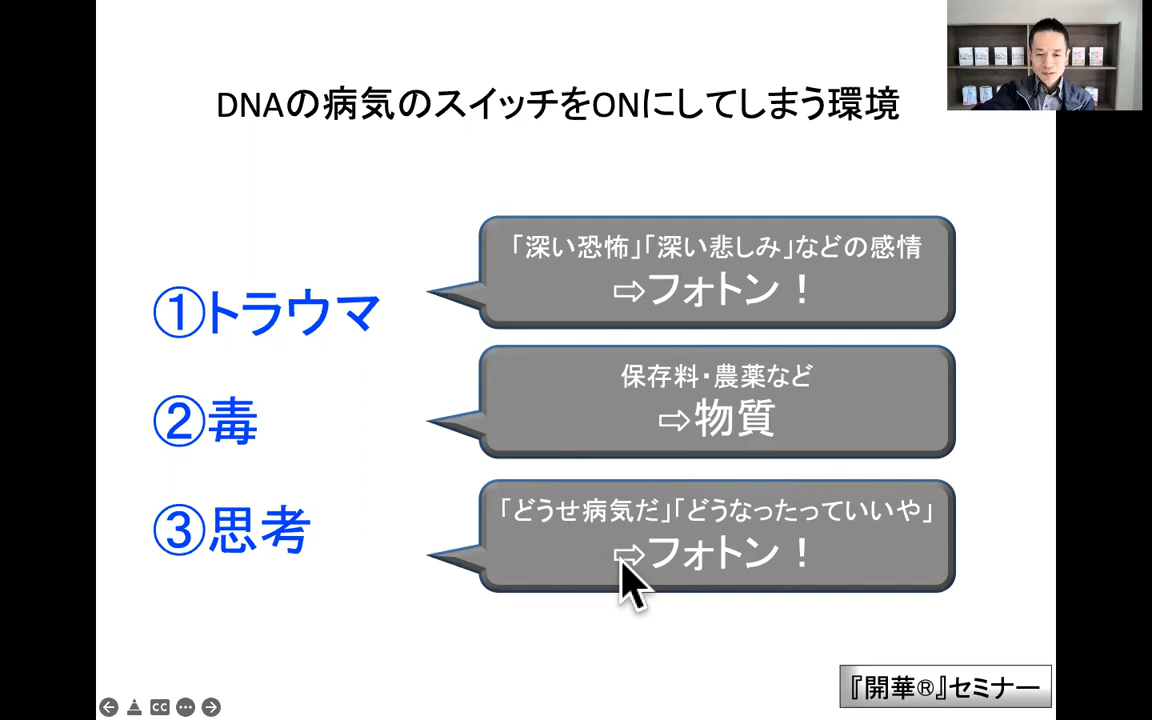 DNAの病気のスイッチをONにしてしまう環境
①トラウマ
「深い恐怖」「深い悲しみ」などの感情
⇨フォトン！
②毒
保存料・農薬など
⇨物質
③思考
「どうせ病気だ」「どうなったっていいや」
⇨フォトン！
『開華®』セミナー
CC